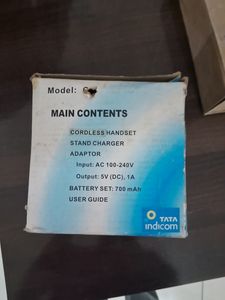 Model:
MAIN CONTENTS
CORDLESS HANDSET
STAND CHARGER
ADAPTOR
Input: AC 100-240V
Output: 5V (DC), 1A
BATTERY SET: 700 mAh
USER GUIDE
TATA
indicom